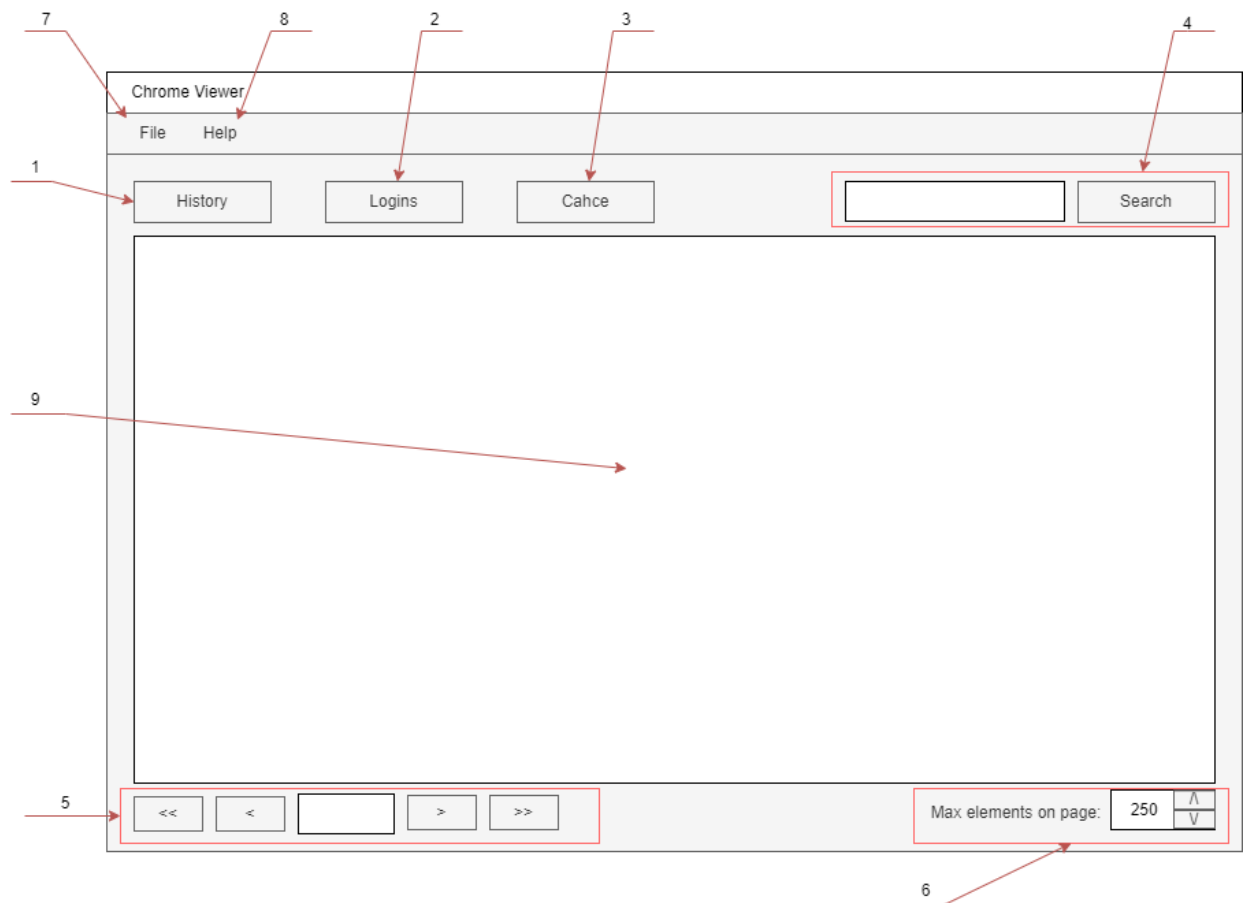 7 8 2 3 4
Chrome Viewer
File Help
1
History Logins Cahce Search
9
5
<< < > >> Max elements on page: 250 /\ \/
6